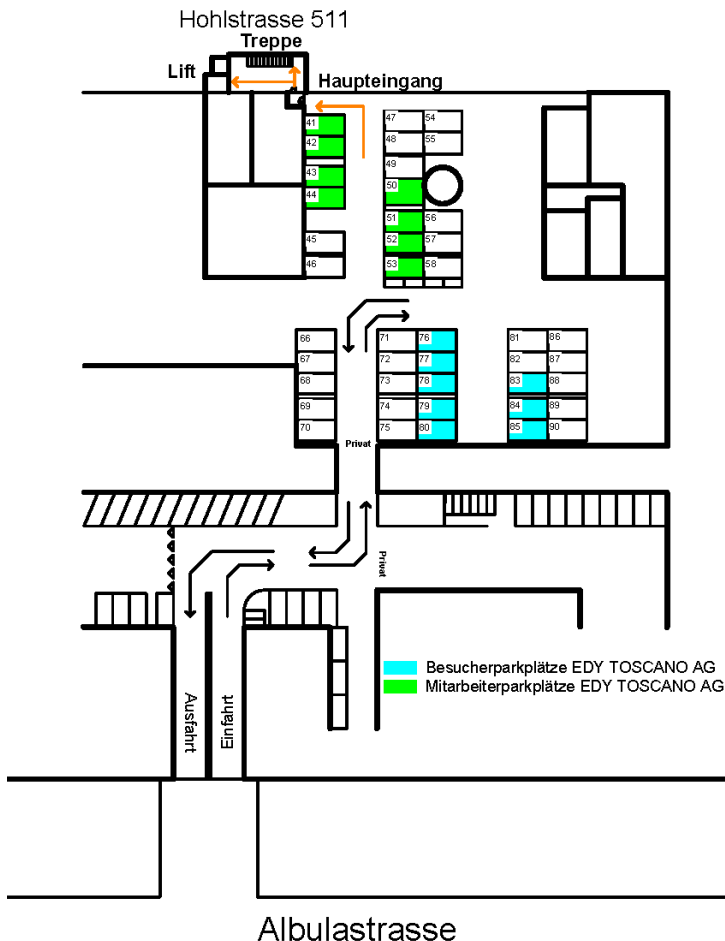 Hohlstrasse 511
Treppe
Lift
Haupteingang
41
42
43
44
45
46
47 54
48 55
49
50
51 56
52 57
53 58
66
67
68
69
70
71 76
72 77
73 78
74 79
75 80
81 86
82 87
83 88
84 89
85 90
Privat
Privat
Besucherparkplätze EDY TOSCANO AG
Mitarbeiterparkplätze EDY TOSCANO AG
Ausfahrt
Einfahrt
Albulastrasse